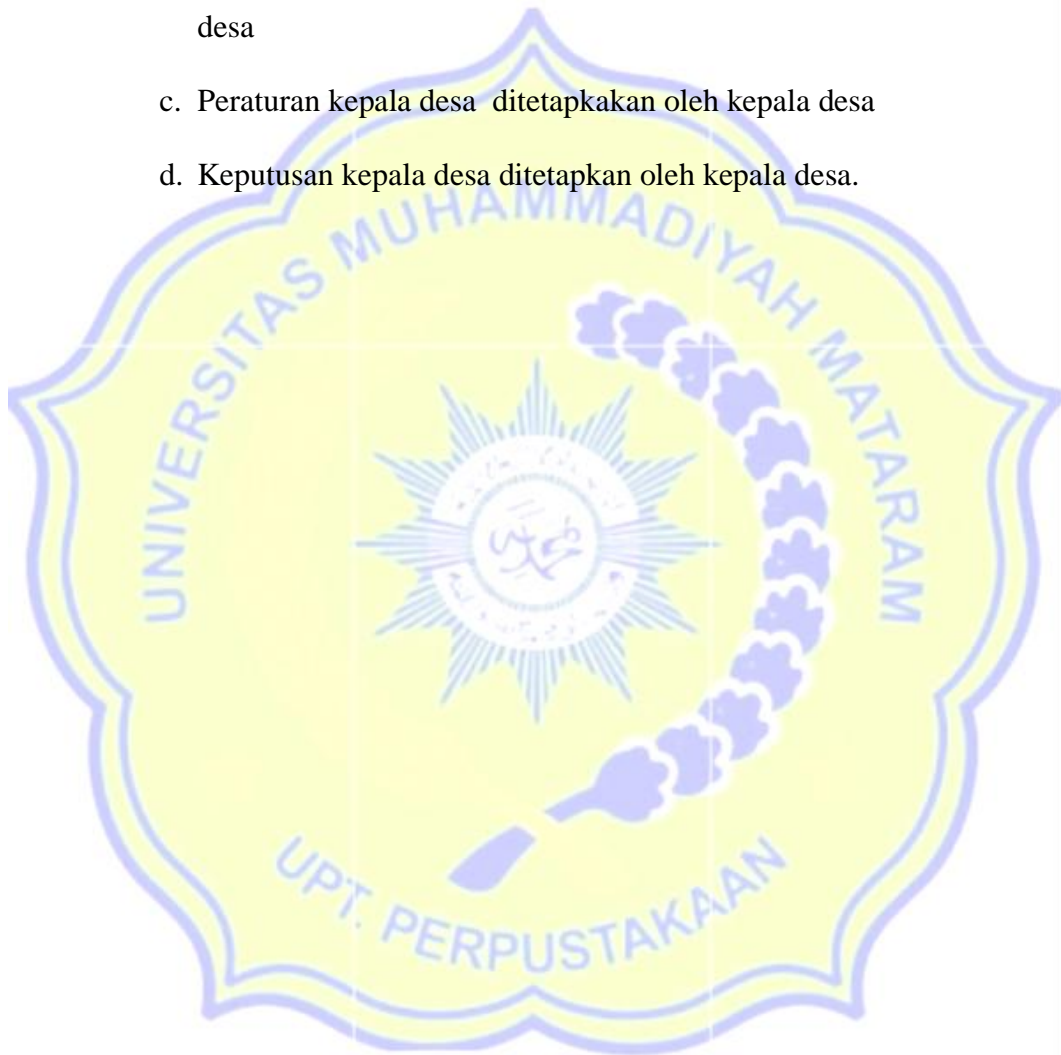 desa
c. Peraturan kepala desa ditetapkakan oleh kepala desa
d. Keputusan kepala desa ditetapkan oleh kepala desa.
UNIVERSITAS MUHAMMADIYAH MATARAM
UPT. PERPUSTAKAAN